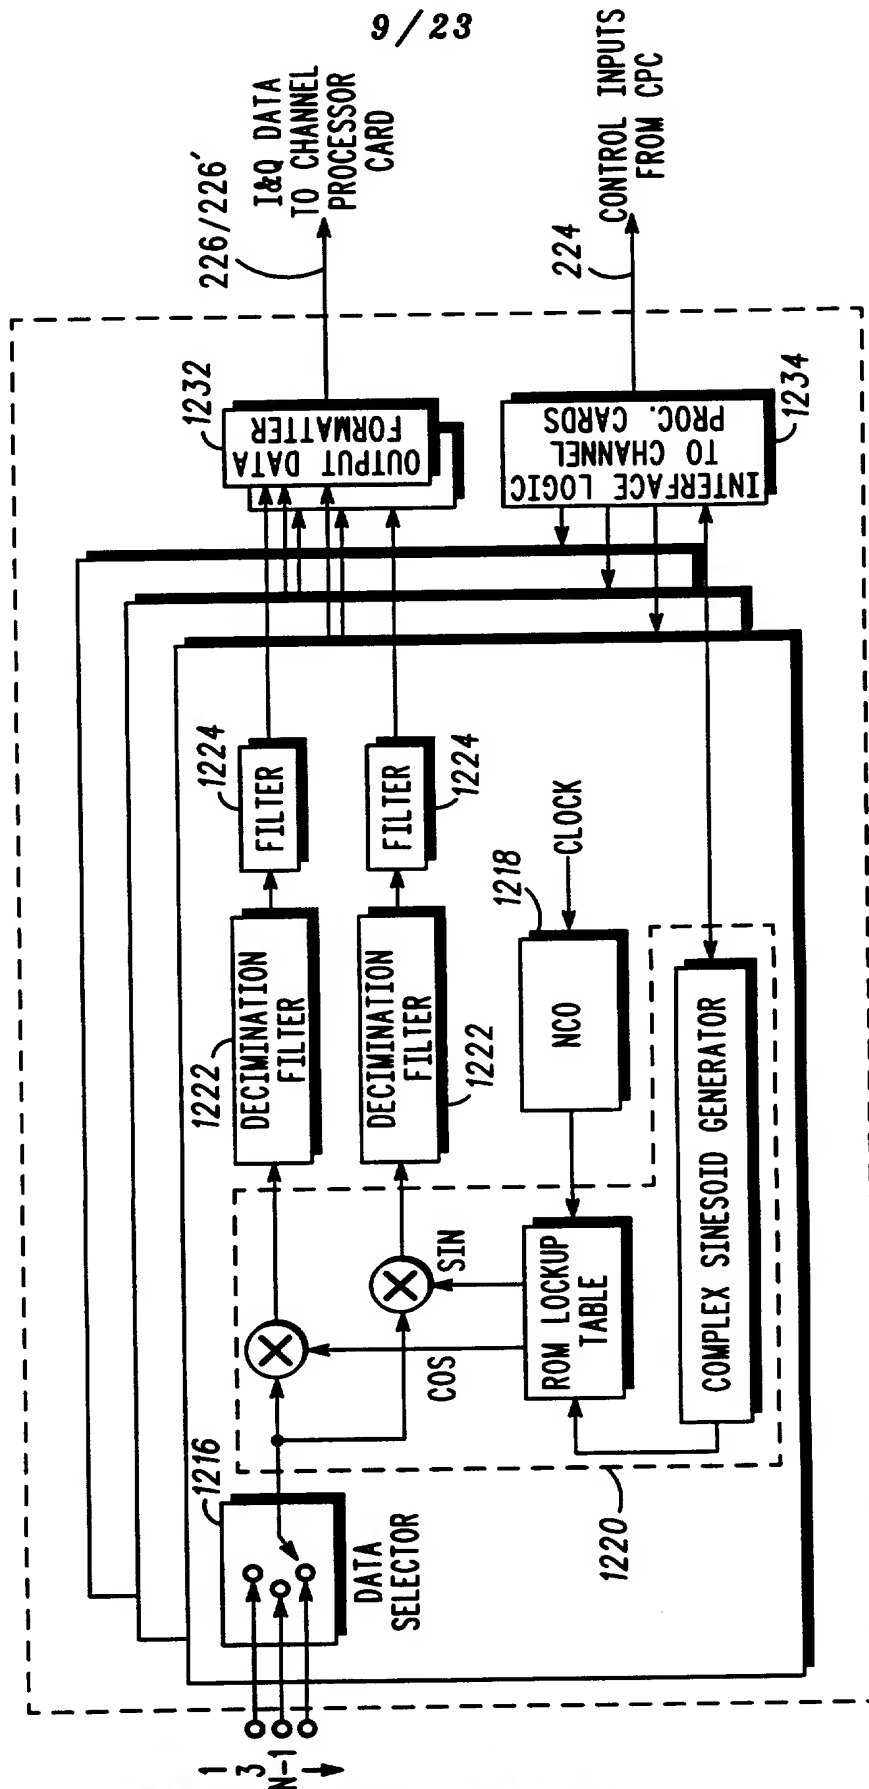 9/23
1
3
N-1
1216
DATA
SELECTOR
COS
SIN
1220
ROM LOOKUP
TABLE
COMPLEX SINESOID GENERATOR
1222
DECIMINATION
FILTER
DECIMINATION
FILTER
1222
1218
NCO
CLOCK
1224
FILTER
FILTER
1224
1232
OUTPUT DATA
FORMATTER
INTERFACE LOGIC
TO CHANNEL
PROC. CARDS
1234
226/226′
I&Q DATA
TO CHANNEL
PROCESSOR
CARD
224
CONTROL INPUTS
FROM CPC